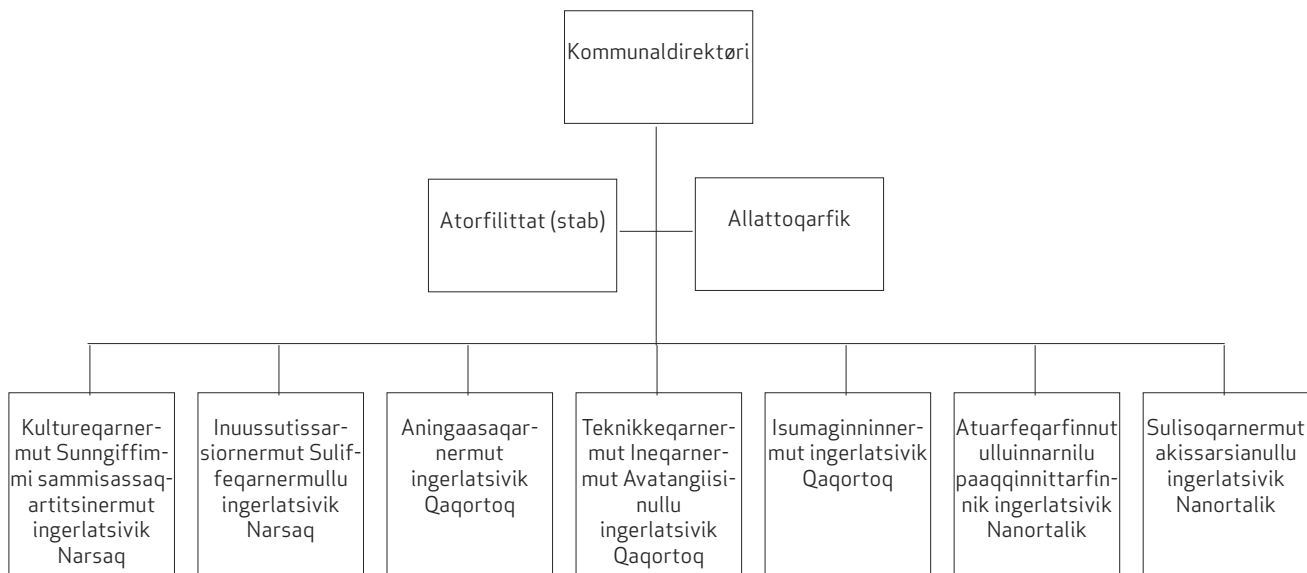 Kommunaldirektøri
Atorfilittat (stab)
Allattoqarfik
Kultureqarner-
mut Sunngiffim-
mi sammisassaq-
artitsinermut
ingerlatsivik
Narsaq
Inuussutissar-
siornermut Sulif-
feqarnermullu
ingerlatsivik
Narsaq
Aningaasaqar-
nermut
ingerlatsivik
Qaqortoq
Teknikkeqarner-
mut Ineqarner-
mut Avatangiisi-
nullu
ingerlatsivik
Qaqortoq
Isumaginninner-
mut ingerlatsivik
Qaqortoq
Atuarfeqarfinnut
ulluinnarnilu
paaqqinnittarfin-
nik ingerlatsivik
Nanortalik
Sulisoqarnermut
akissarsianullu
ingerlatsivik
Nanortalik